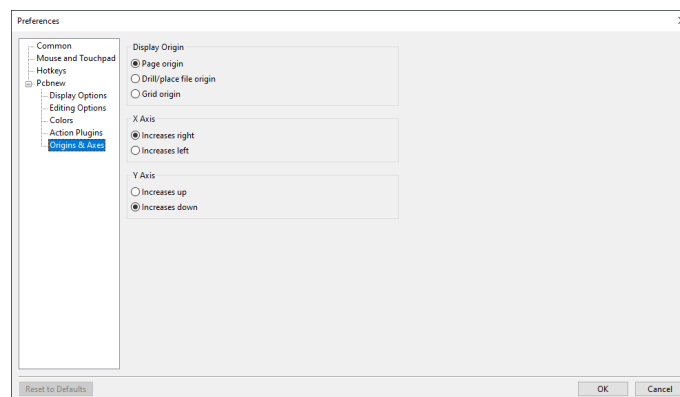 Preferences
Common
Mouse and Touchpad
Hotkeys
Pcbnew
Display Options
Editing Options
Colors
Action Plugins
Origins & Axes
Display Origin
Page origin
Drill/place file origin
Grid origin
X Axis
Increases right
Increases left
Y Axis
Increases up
Increases down
Reset to Defaults
OK
Cancel